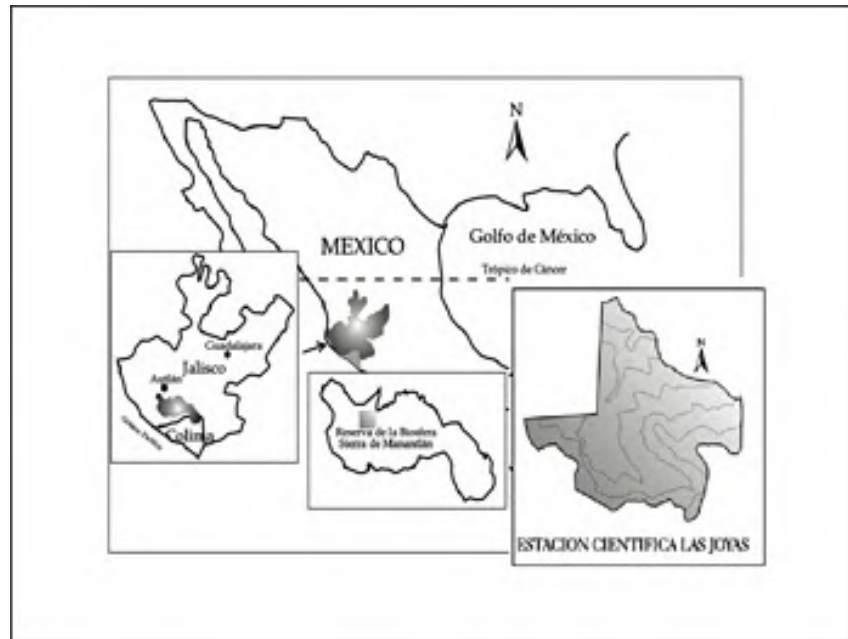 N
MEXICO
Golfo de México
Trópico de Cáncer
Guadalajara
Jalisco
Autlán
Colima
Reserva de la Biosfera
Sierra de Manantlán
N
ESTACION CIENTIFICA LAS JOYAS